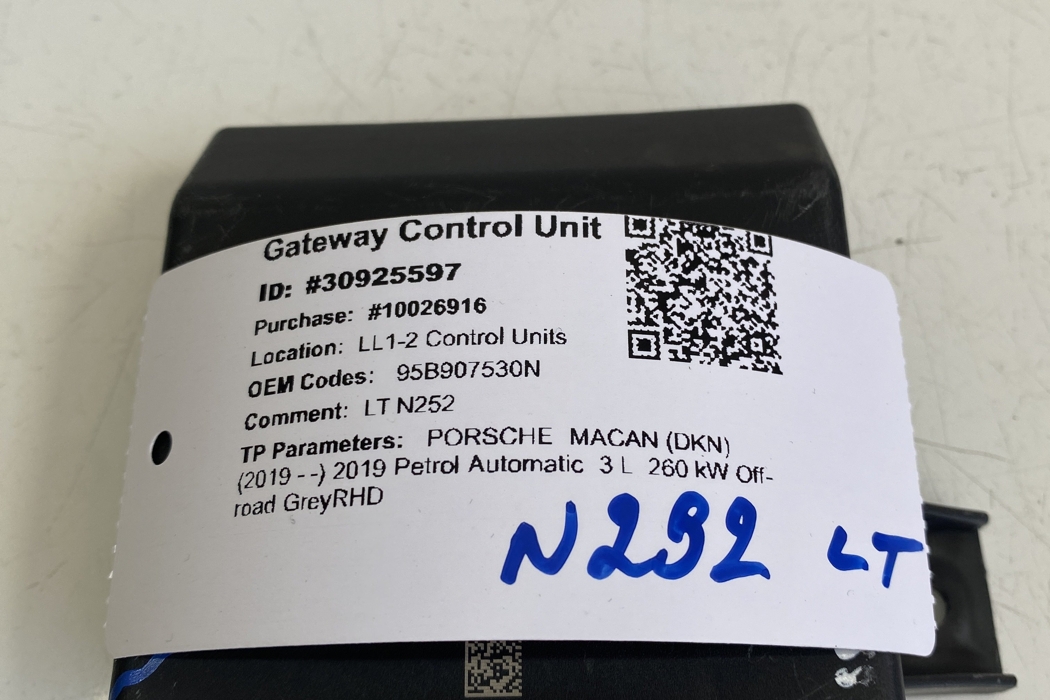 Gateway Control Unit
ID: #30925597
Purchase: #10026916
Location: LL1-2 Control Units
OEM Codes: 95B907530N
Comment: LT N252
TP Parameters: PORSCHE MACAN (DKN)
(2019 - -) 2019 Petrol Automatic 3 L 260 kW Off-
road GreyRHD
N292 LT